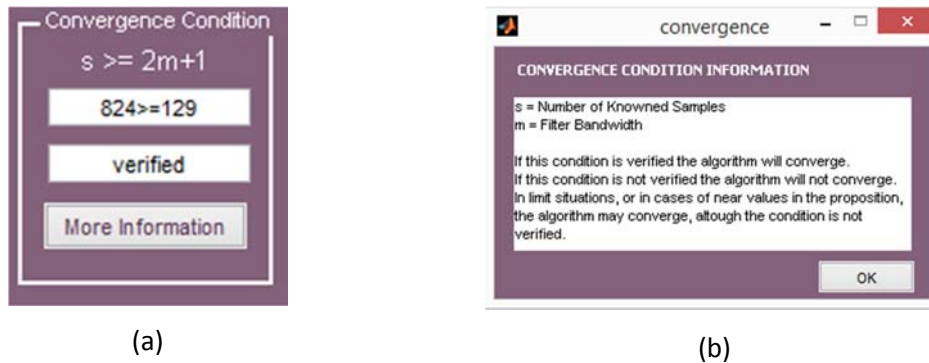 Convergence Condition
s >= 2m+1
824>=129
verified
More Information
(a)
convergence
CONVERGENCE CONDITION INFORMATION
s = Number of Knowned Samples
m = Filter Bandwidth
If this condition is verified the algorithm will converge.
If this condition is not verified the algorithm will not converge.
In limit situations, or in cases of near values in the proposition,
the algorithm may converge, altough the condition is not
verified.
OK
(b)